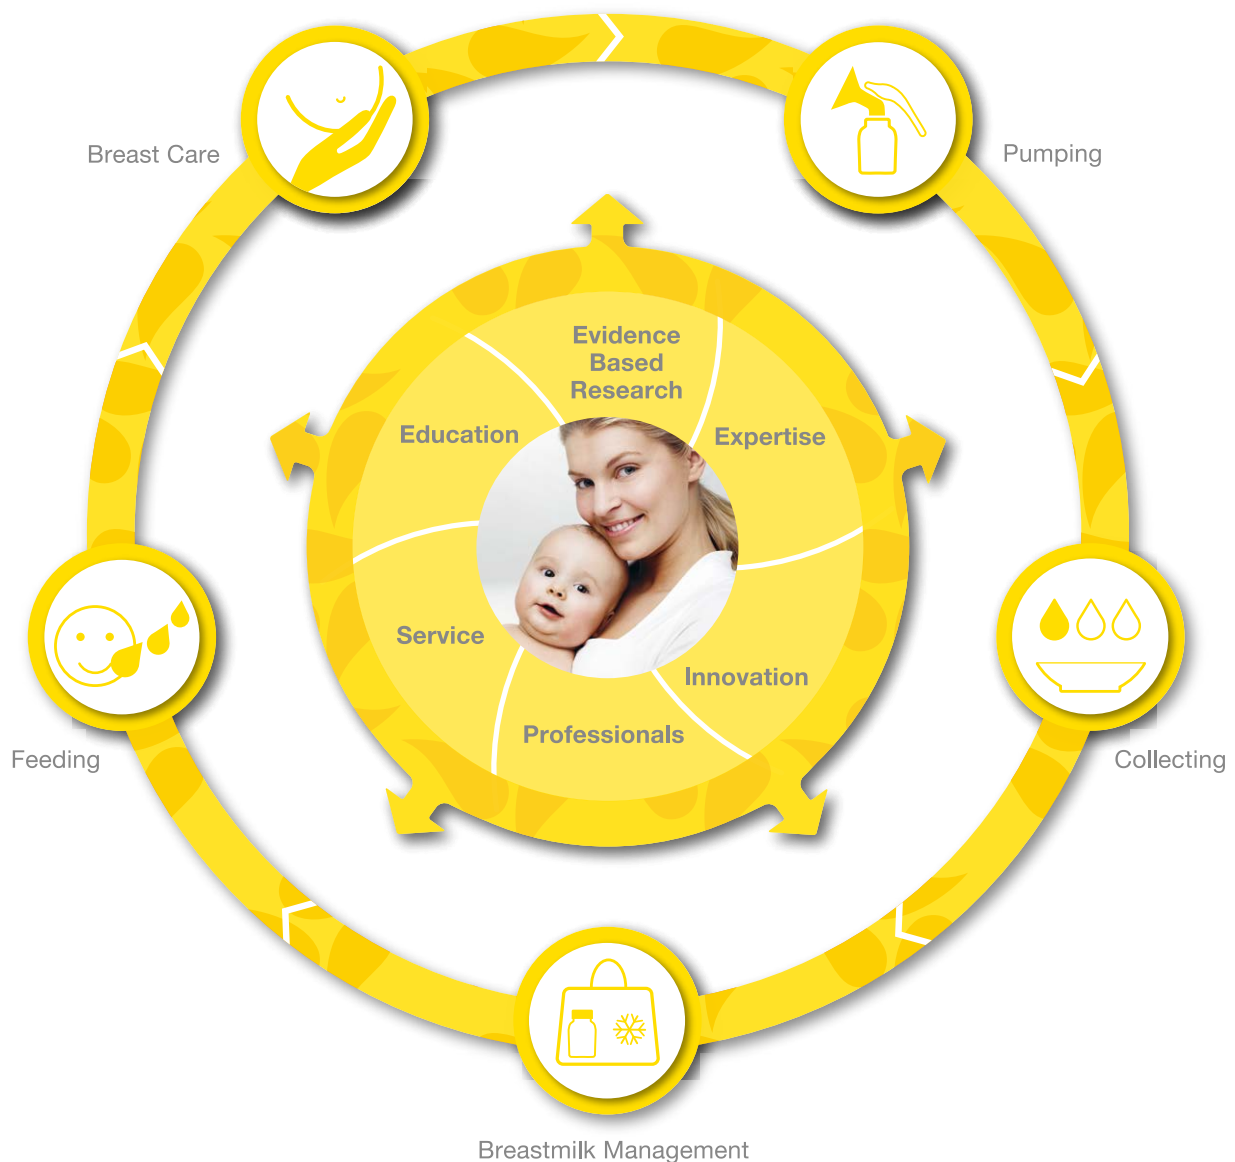 Breast Care
Pumping
Evidence
Based
Research
Education
Expertise
Service
Innovation
Professionals
Feeding
Collecting
Breastmilk Management